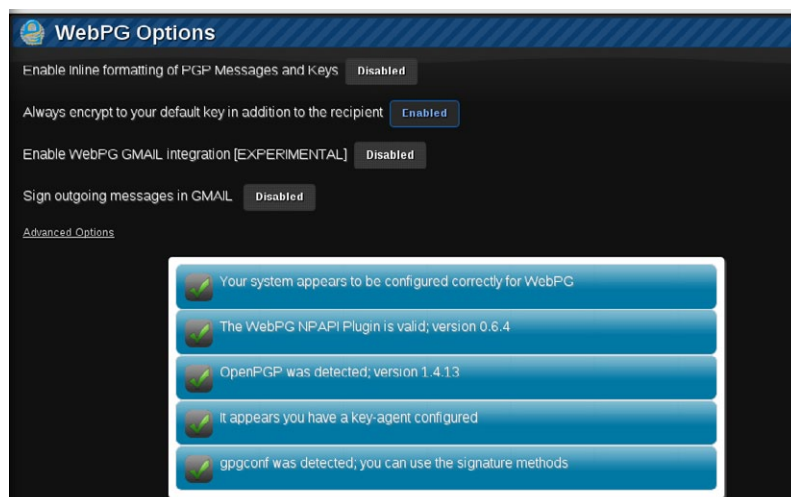 WebPG Options
Enable Inline formatting of PGP Messages and Keys Disabled
Always encrypt to your default key in addition to the recipient Enabled
Enable WebPG GMAIL integration [EXPERIMENTAL] Disabled
Sign outgoing messages in GMAIL Disabled
Advanced Options
Your system appears to be configured correctly for WebPG
The WebPG NPAPI Plugin is valid; version 0.6.4
OpenPGP was detected; version 1.4.13
It appears you have a key-agent configured
gpgconf was detected; you can use the signature methods